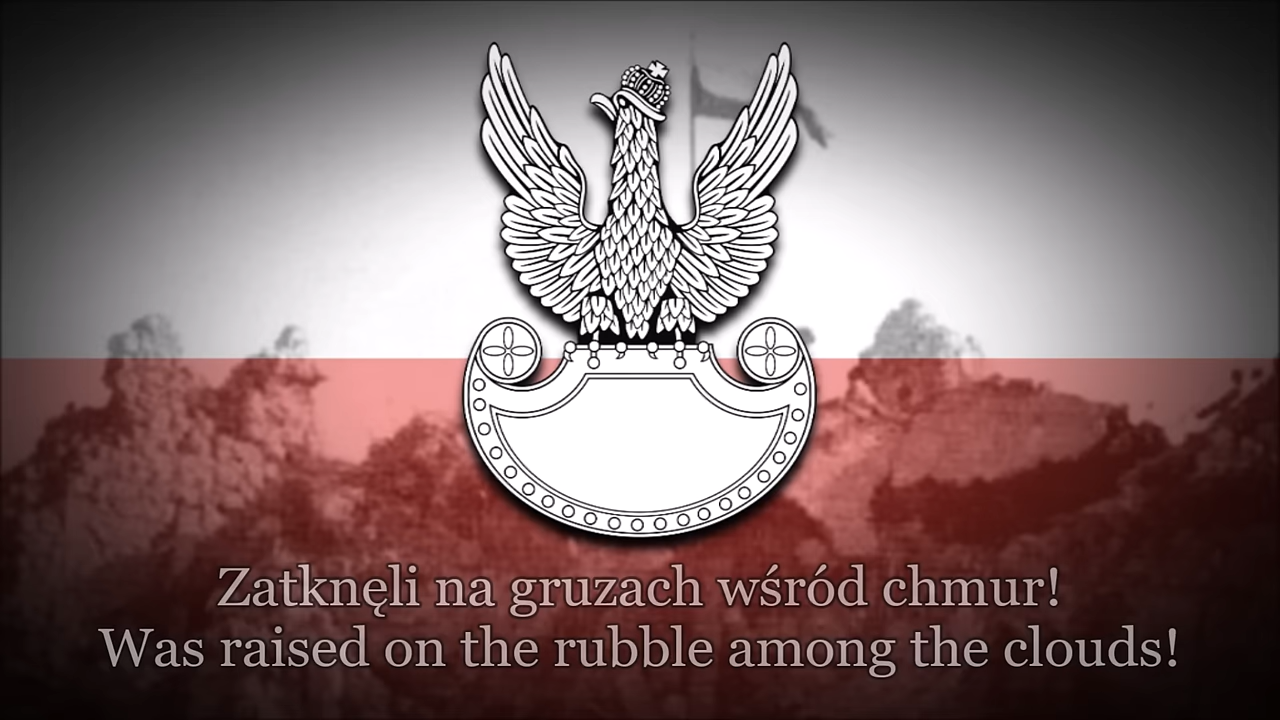 Zatknęli na gruzach wśród chmur!
Was raised on the rubble among the clouds!